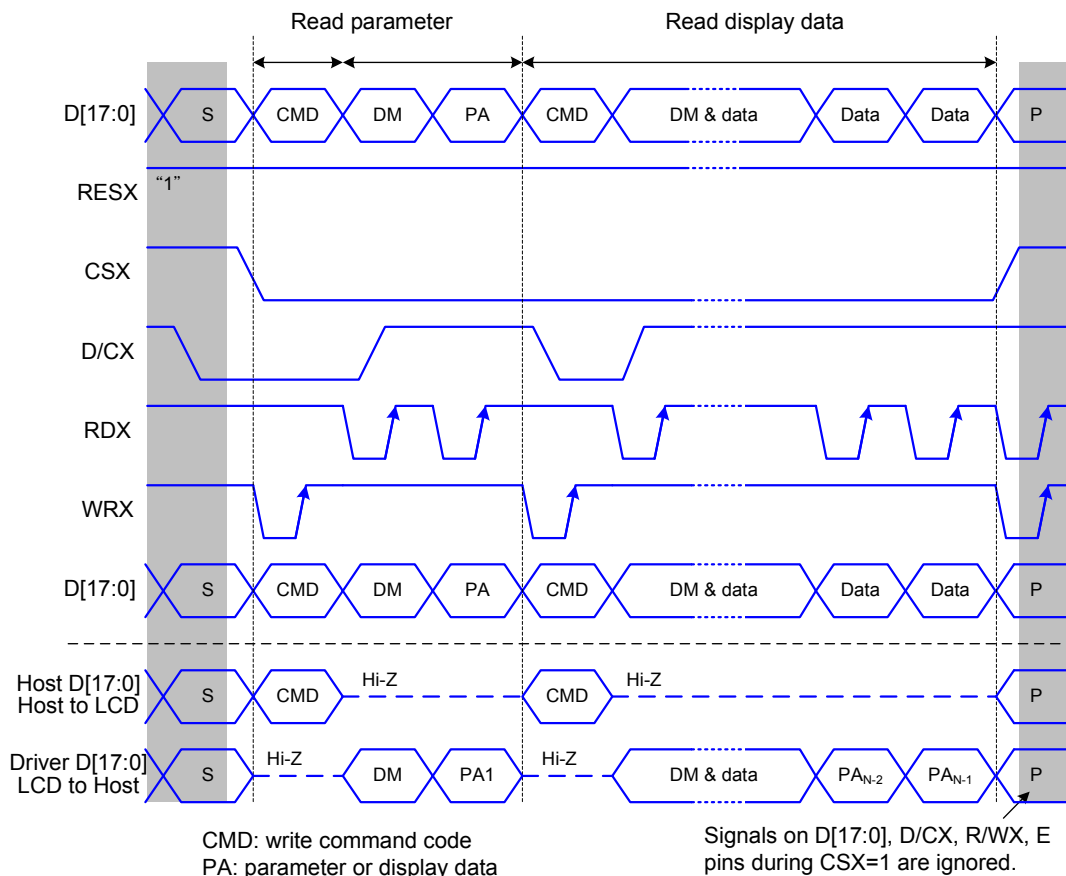 Read parameter Read display data
D[17:0] S CMD DM PA CMD DM & data Data Data P
RESX "1"
CSX
D/CX
RDX
WRX
D[17:0] S CMD DM PA CMD DM & data Data Data P
Host D[17:0]
Host to LCD S CMD Hi-Z CMD Hi-Z P
Driver D[17:0]
LCD to Host S Hi-Z DM PA1 Hi-Z DM & data PAN-2 PAN-1 P
CMD: write command code
PA: parameter or display data
Signals on D[17:0], D/CX, R/WX, E
pins during CSX=1 are ignored.